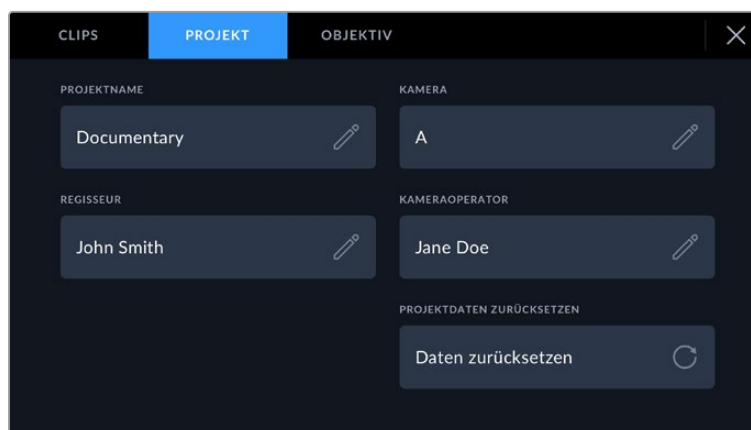 CLIPS PROJEKT OBJEKTIV
PROJEKTNAME KAMERA
Documentary A
REGISSEUR KAMERAOPERATOR
John Smith Jane Doe
PROJEKTDATEN ZURÜCKSETZEN
Daten zurücksetzen